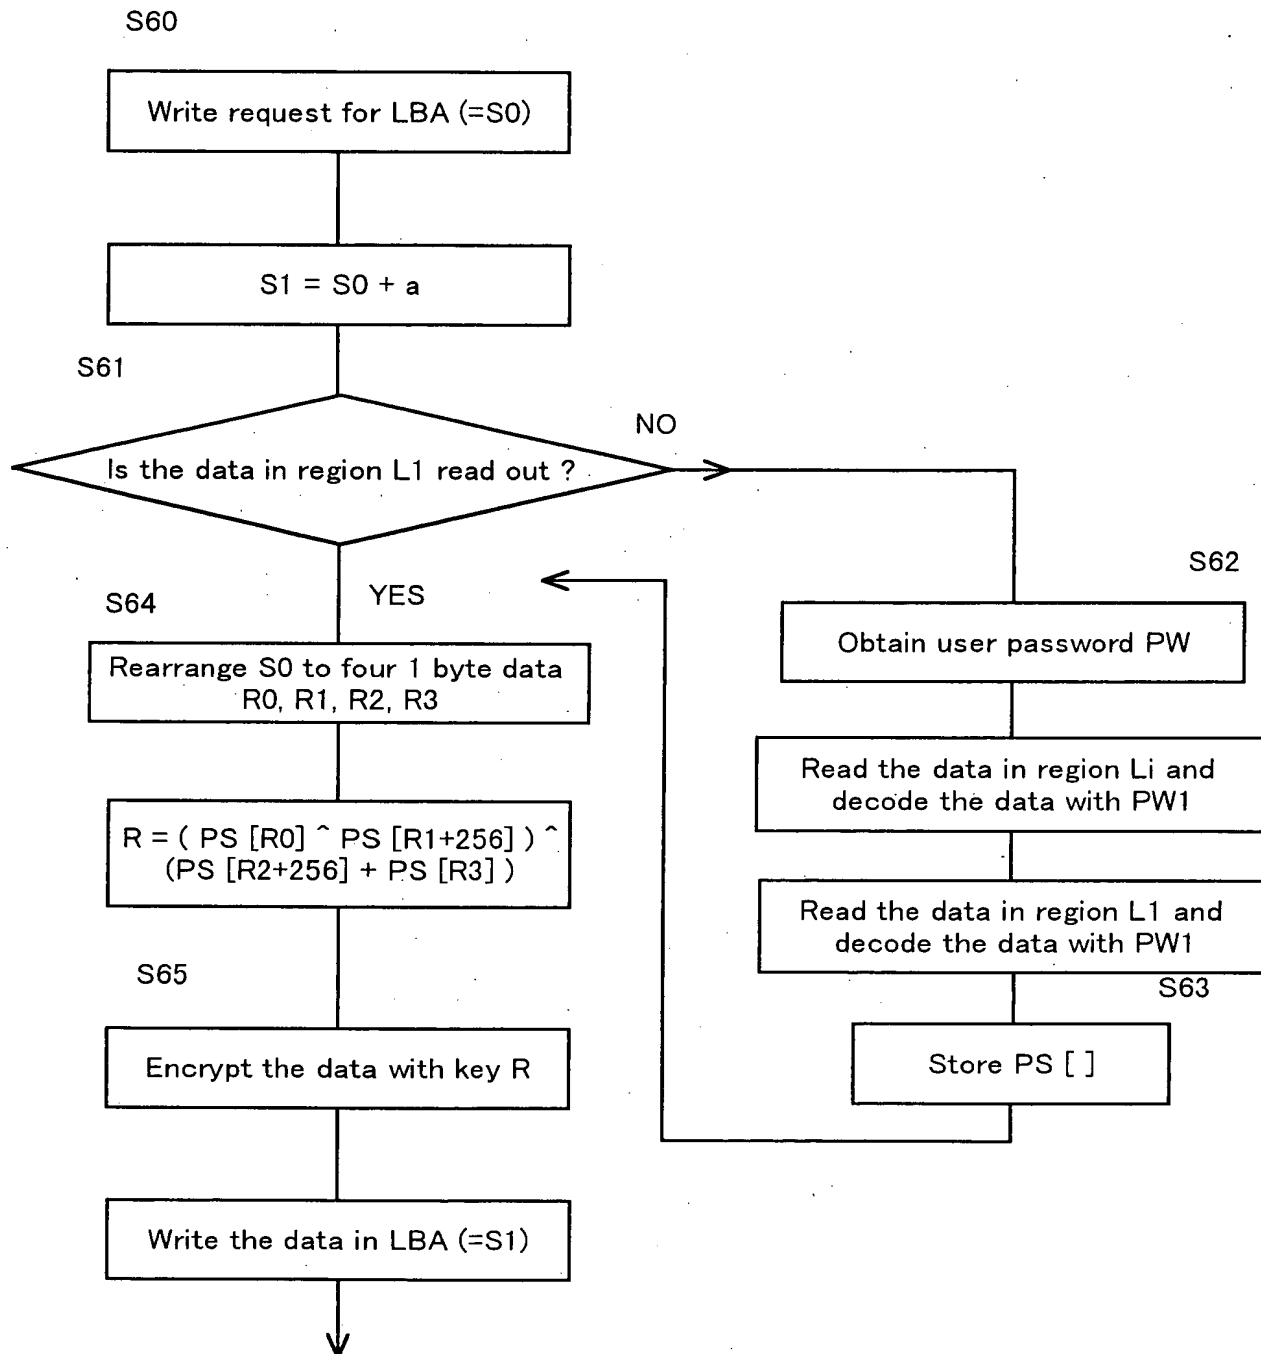 S60
Write request for LBA (=S0)
S1 = S0 + a
S61
NO
Is the data in region L1 read out ?
S62
YES
S64
Obtain user password PW
Rearrange S0 to four 1 byte data
R0, R1, R2, R3
Read the data in region Li and
decode the data with PW1
R = ( PS [R0] ^ PS [R1+256] ) ^
(PS [R2+256] + PS [R3] )
Read the data in region L1 and
decode the data with PW1
S65
S63
Encrypt the data with key R
Store PS [ ]
Write the data in LBA (=S1)